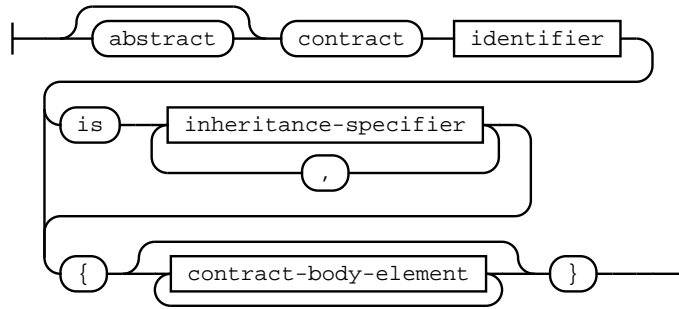 abstract contract identifier
is inheritance-specifier
,
{ contract-body-element }